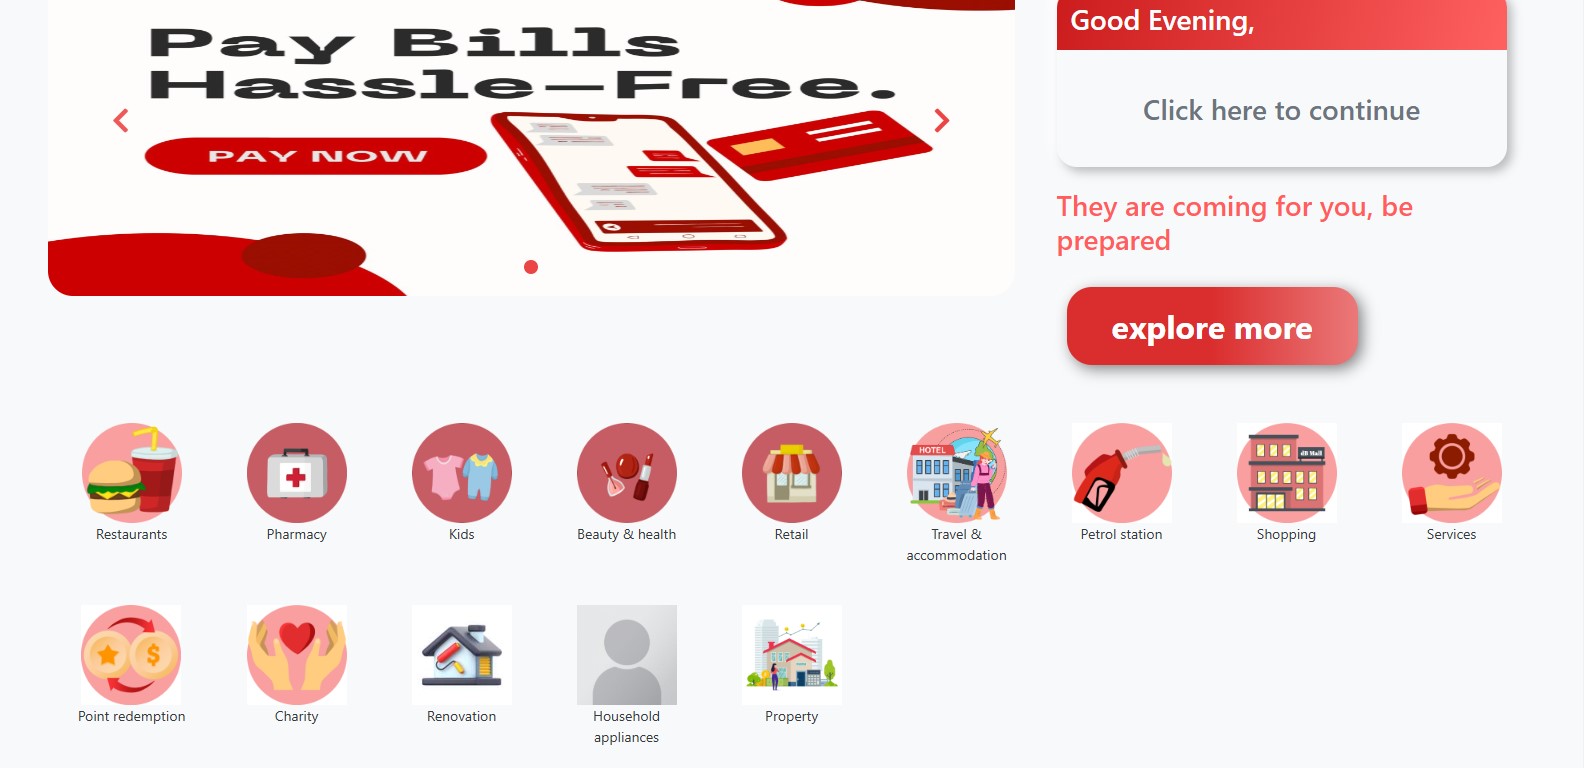 Pay Bills
Hassle-Free.
PAY NOW
Good Evening,
Click here to continue
They are coming for you, be
prepared
explore more
HOTEL
dB Mall
Restaurants
Pharmacy
Kids
Beauty & health
Retail
Travel &
accommodation
Petrol station
Shopping
Services
Point redemption
Charity
Renovation
Household
appliances
Property